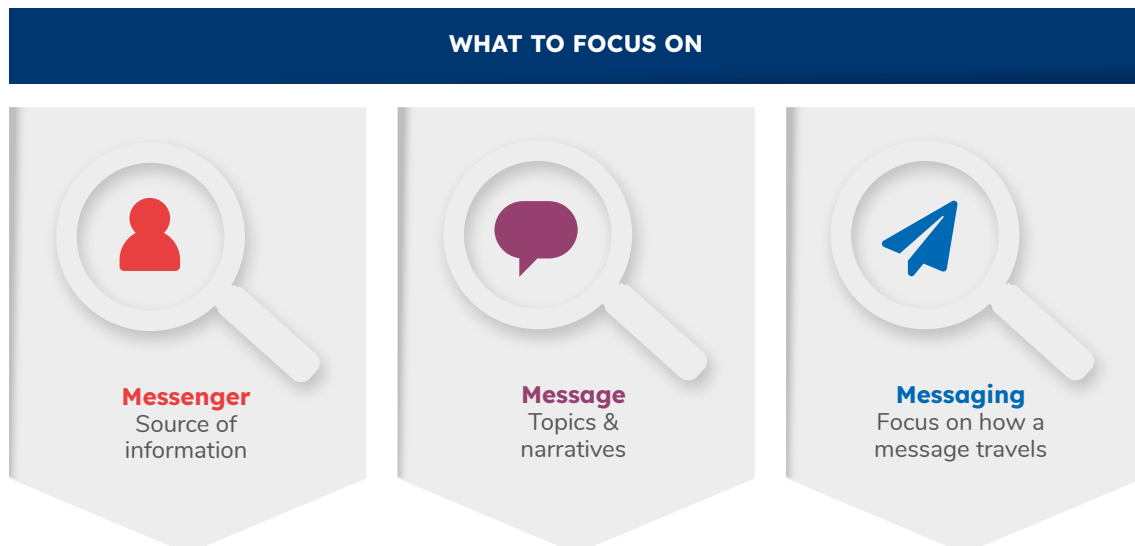 WHAT TO FOCUS ON
Messenger
Source of
information
Message
Topics &
narratives
Messaging
Focus on how a
message travels